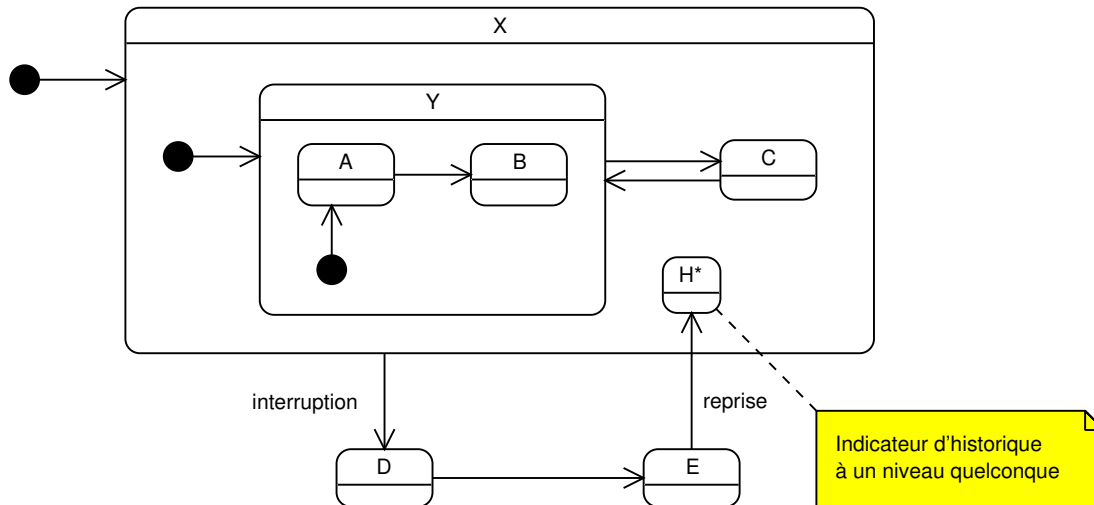 X
Y
A
B
C
H*
interruption
reprise
Indicateur d'historique
à un niveau quelconque
D
E